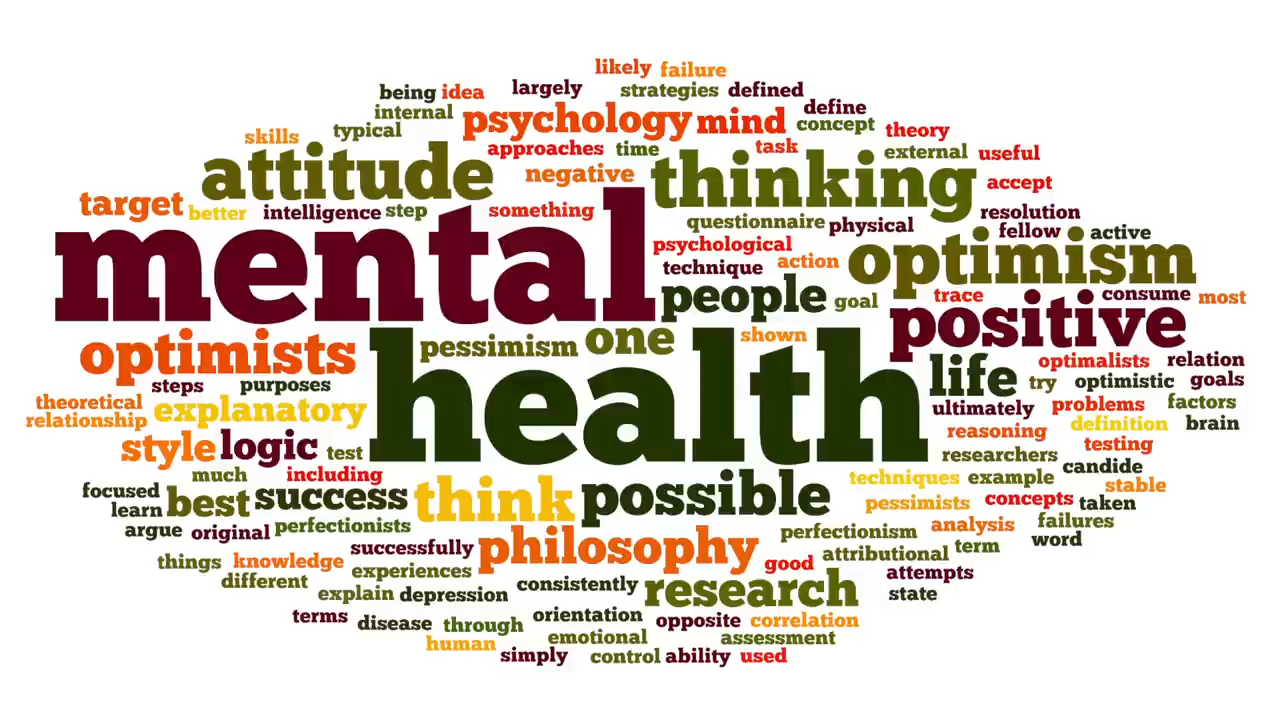 likely failure
being idea largely strategies defined
internal psychology mind define
skills typical concept theory
approaches time task external useful
attitude negative thinking accept
target better intelligence step something questionnaire physical resolution
fellow active
mental psychological optimism
technique action
people goal trace consume most
positive
optimists pessimism one shown
health life optimalists relation
steps purposes try optimistic goals
theoretical explanatory ultimately problems factors
relationship reasoning definition brain
style logic test researchers testing
much including techniques example candide
focused best success think possible pessimists concepts stable
learn taken
argue original perfectionists perfectionism analysis failures
word
successfully philosophy attributional term
things knowledge experiences good attempts
different consistently research
explain depression state
terms disease through orientation opposite correlation
human emotional assessment
simply control ability used